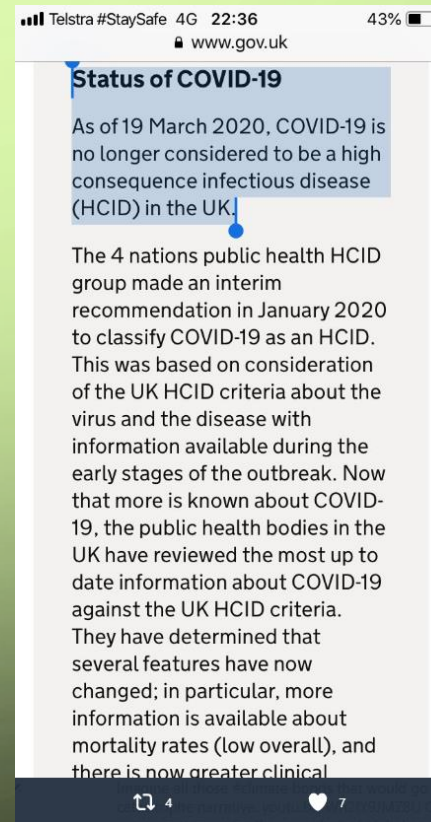 Telstra #StaySafe 4G 22:36 43%
www.gov.uk
Status of COVID-19
As of 19 March 2020, COVID-19 is
no longer considered to be a high
consequence infectious disease
(HCID) in the UK.
The 4 nations public health HCID
group made an interim
recommendation in January 2020
to classify COVID-19 as an HCID.
This was based on consideration
of the UK HCID criteria about the
virus and the disease with
information available during the
early stages of the outbreak. Now
that more is known about COVID-
19, the public health bodies in the
UK have reviewed the most up to
date information about COVID-19
against the UK HCID criteria.
They have determined that
several features have now
changed; in particular, more
information is available about
mortality rates (low overall), and
there is now greater clinical
4 7